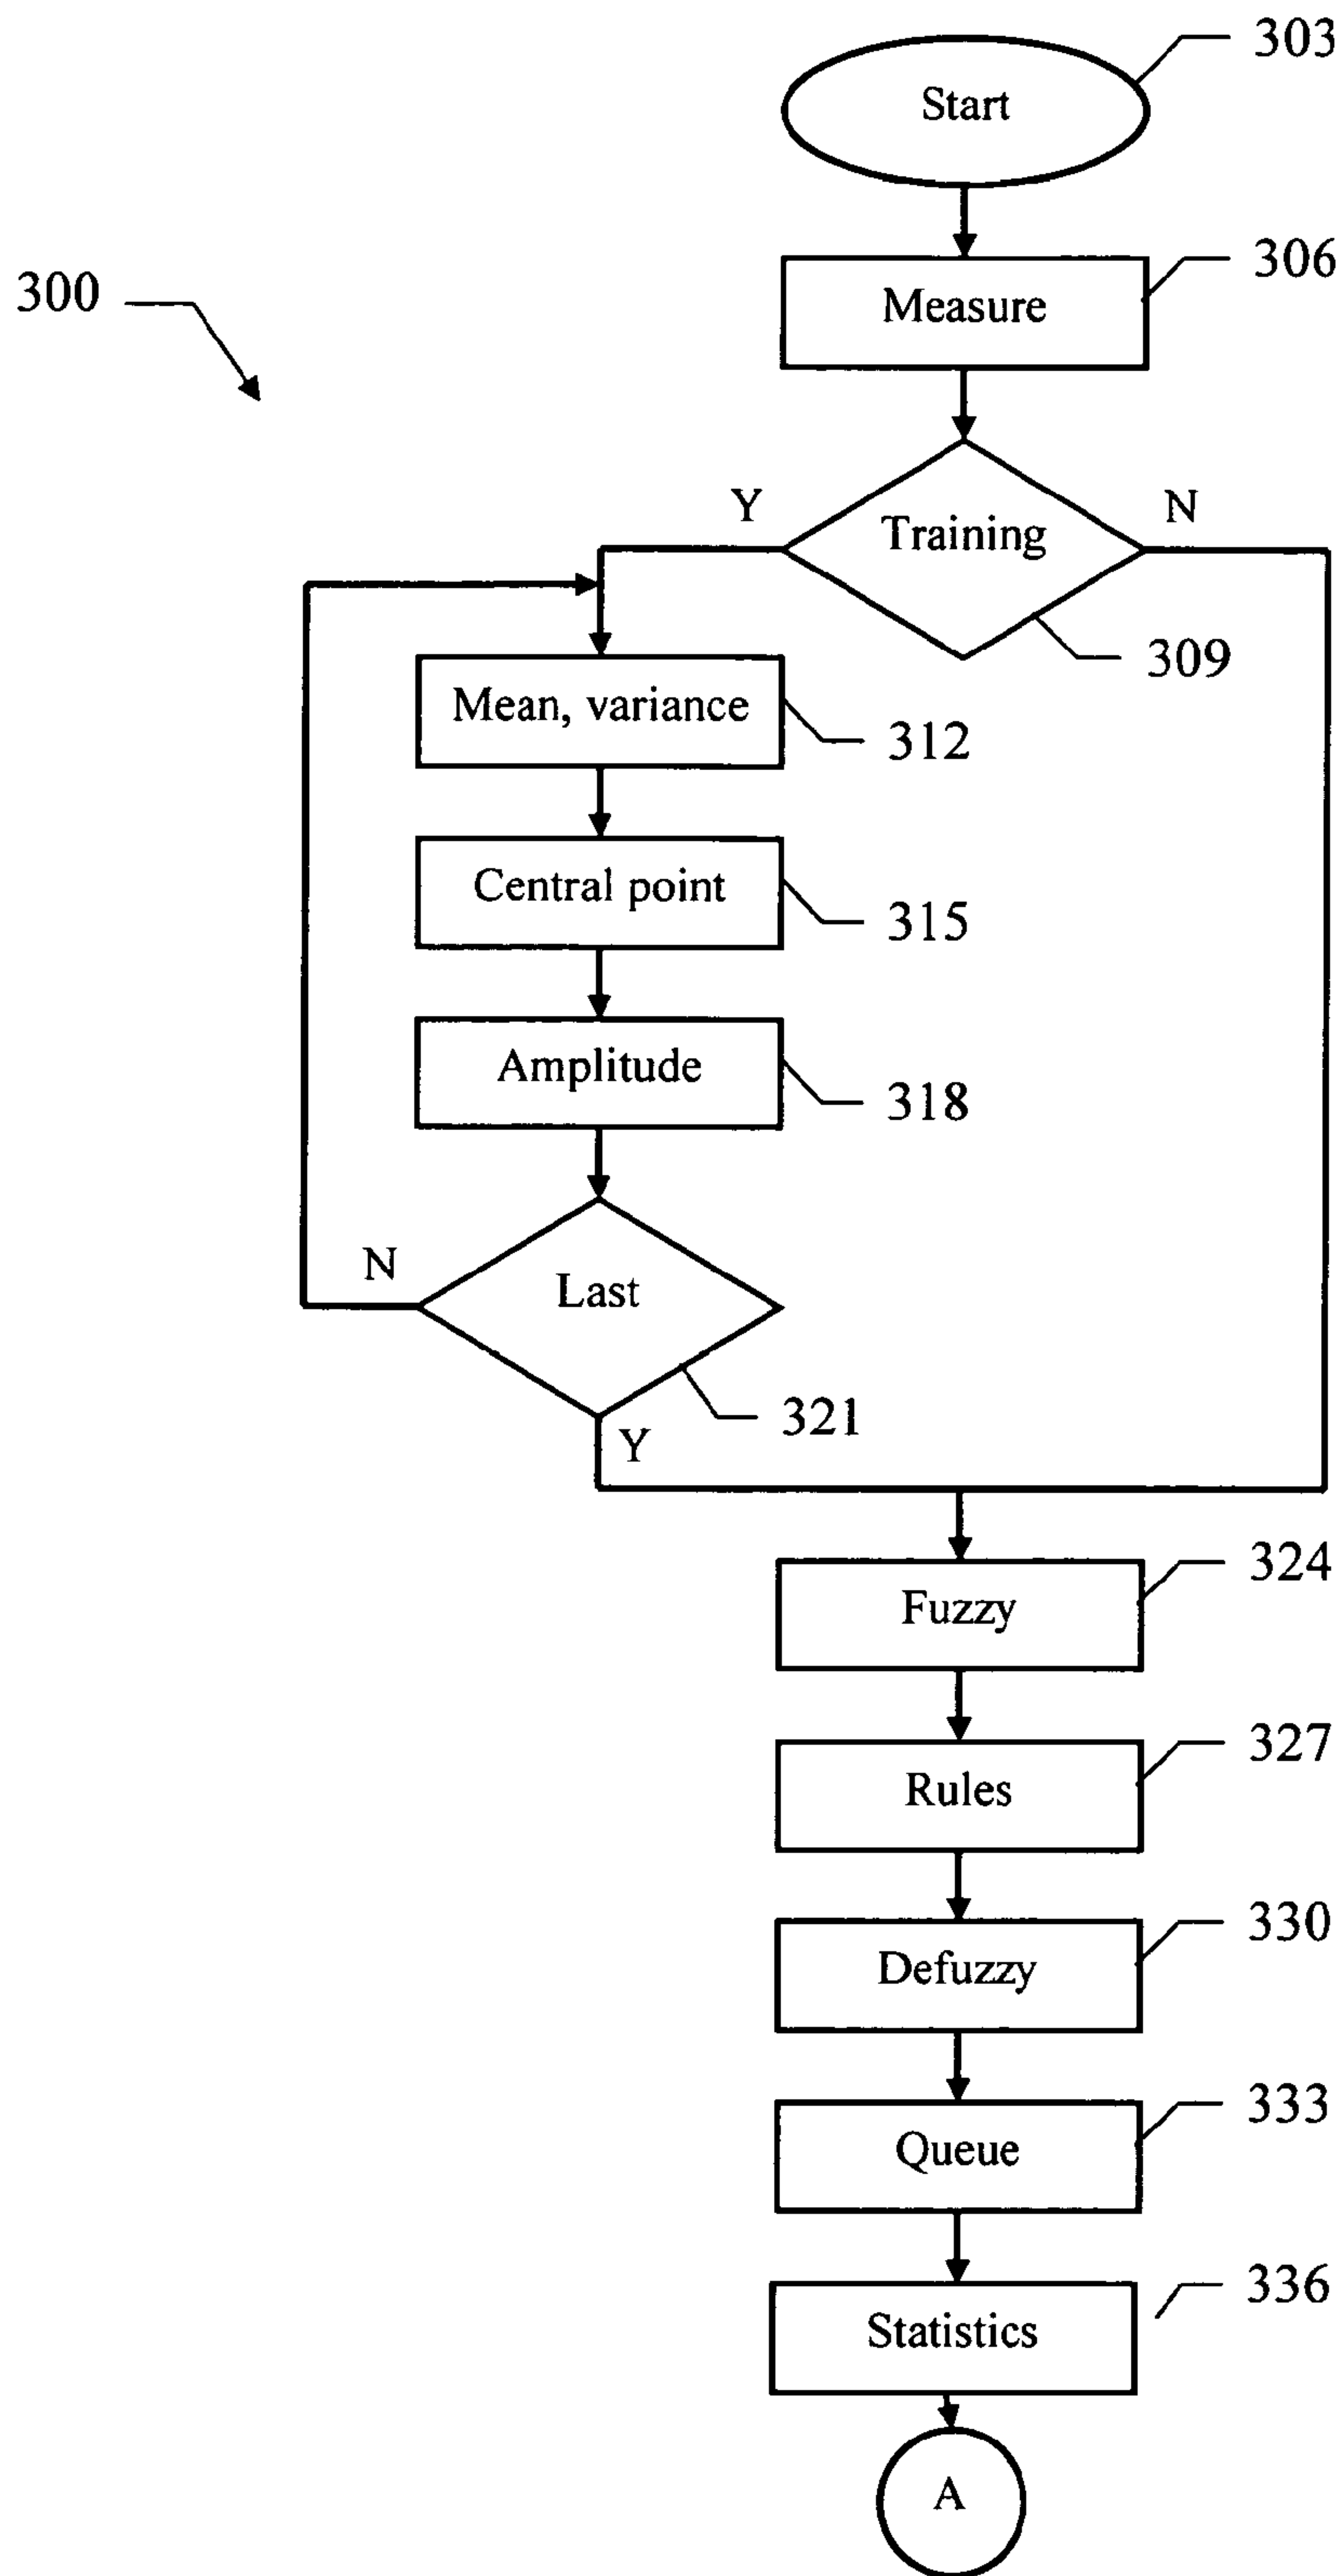 303
Start
306
Measure
300
Y
N
Training
309
Mean, variance
312
Central point
315
Amplitude
318
N
Last
321
Y
324
Fuzzy
327
Rules
330
Defuzzy
333
Queue
336
Statistics
A